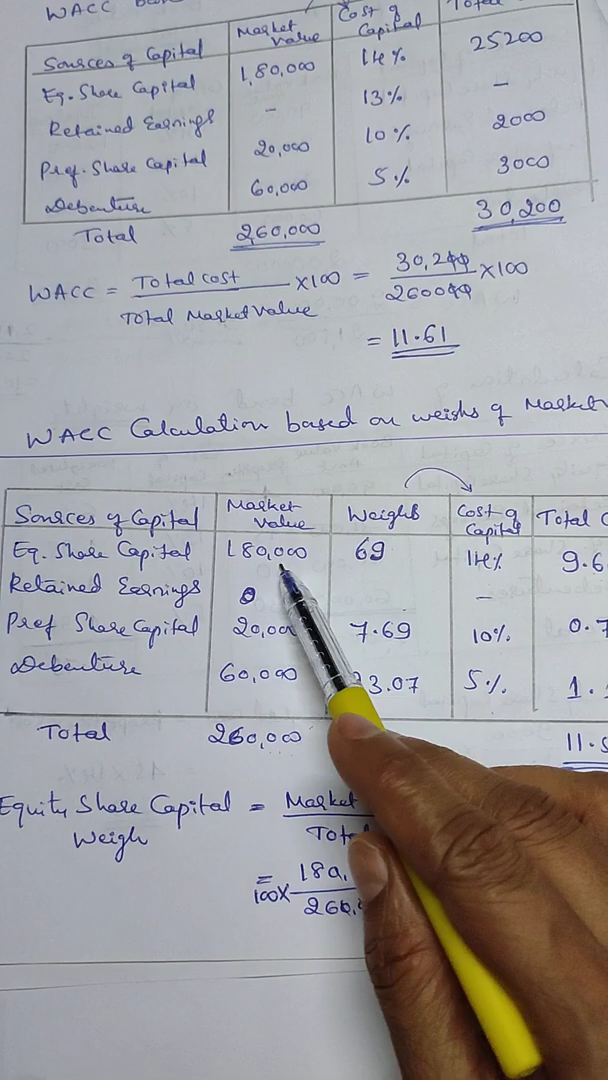 WACC
Sources of Capital Market Value Cost of Capital Total
Eq. Share Capital 1,80,000 14% 25200
Retained Earnings - 13% -
Pref. Share Capital 20,000 10% 2000
Debenture 60,000 5% 3000
Total 260,000 30,200
WACC = Total cost / Total Market Value ×100 = 30,200 / 260000 ×100
= 11.61
WACC Calculation based on weighs of Market
Sources of Capital Market Value Weighs Cost of Capital Total C
Eq. Share Capital 180,000 69 14% 9.6
Retained Earnings 0 -
Pref Share Capital 20,000 7.69 10% 0.7
Debenture 60,000 3.07 5% 1.
Total 260,000 11.5
Equity Share Capital Weigh = Market / Tot
= 100× 180, / 260,